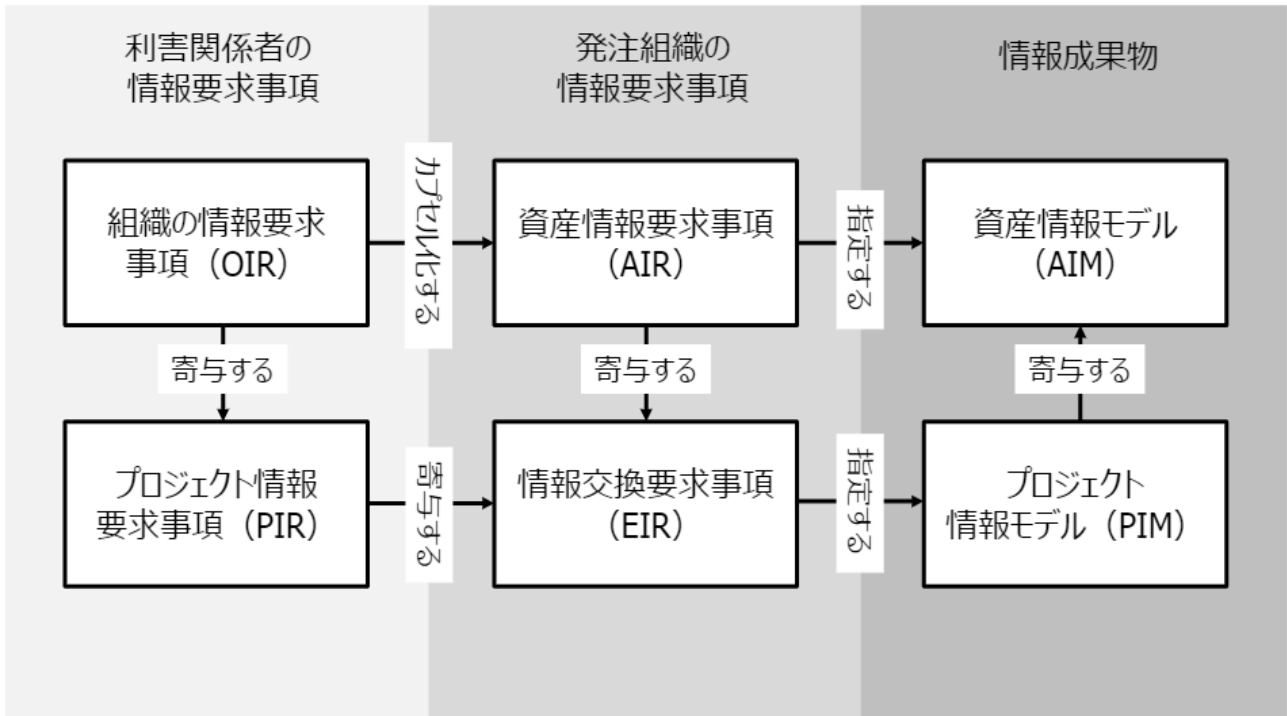 利害関係者の
情報要求事項
発注組織の
情報要求事項
情報成果物
組織の情報要求
事項（OIR）
カプセル化する
資産情報要求事項
（AIR）
指定する
資産情報モデル
（AIM）
寄与する
寄与する
寄与する
プロジェクト情報
要求事項（PIR）
寄与する
情報交換要求事項
（EIR）
指定する
プロジェクト
情報モデル（PIM）